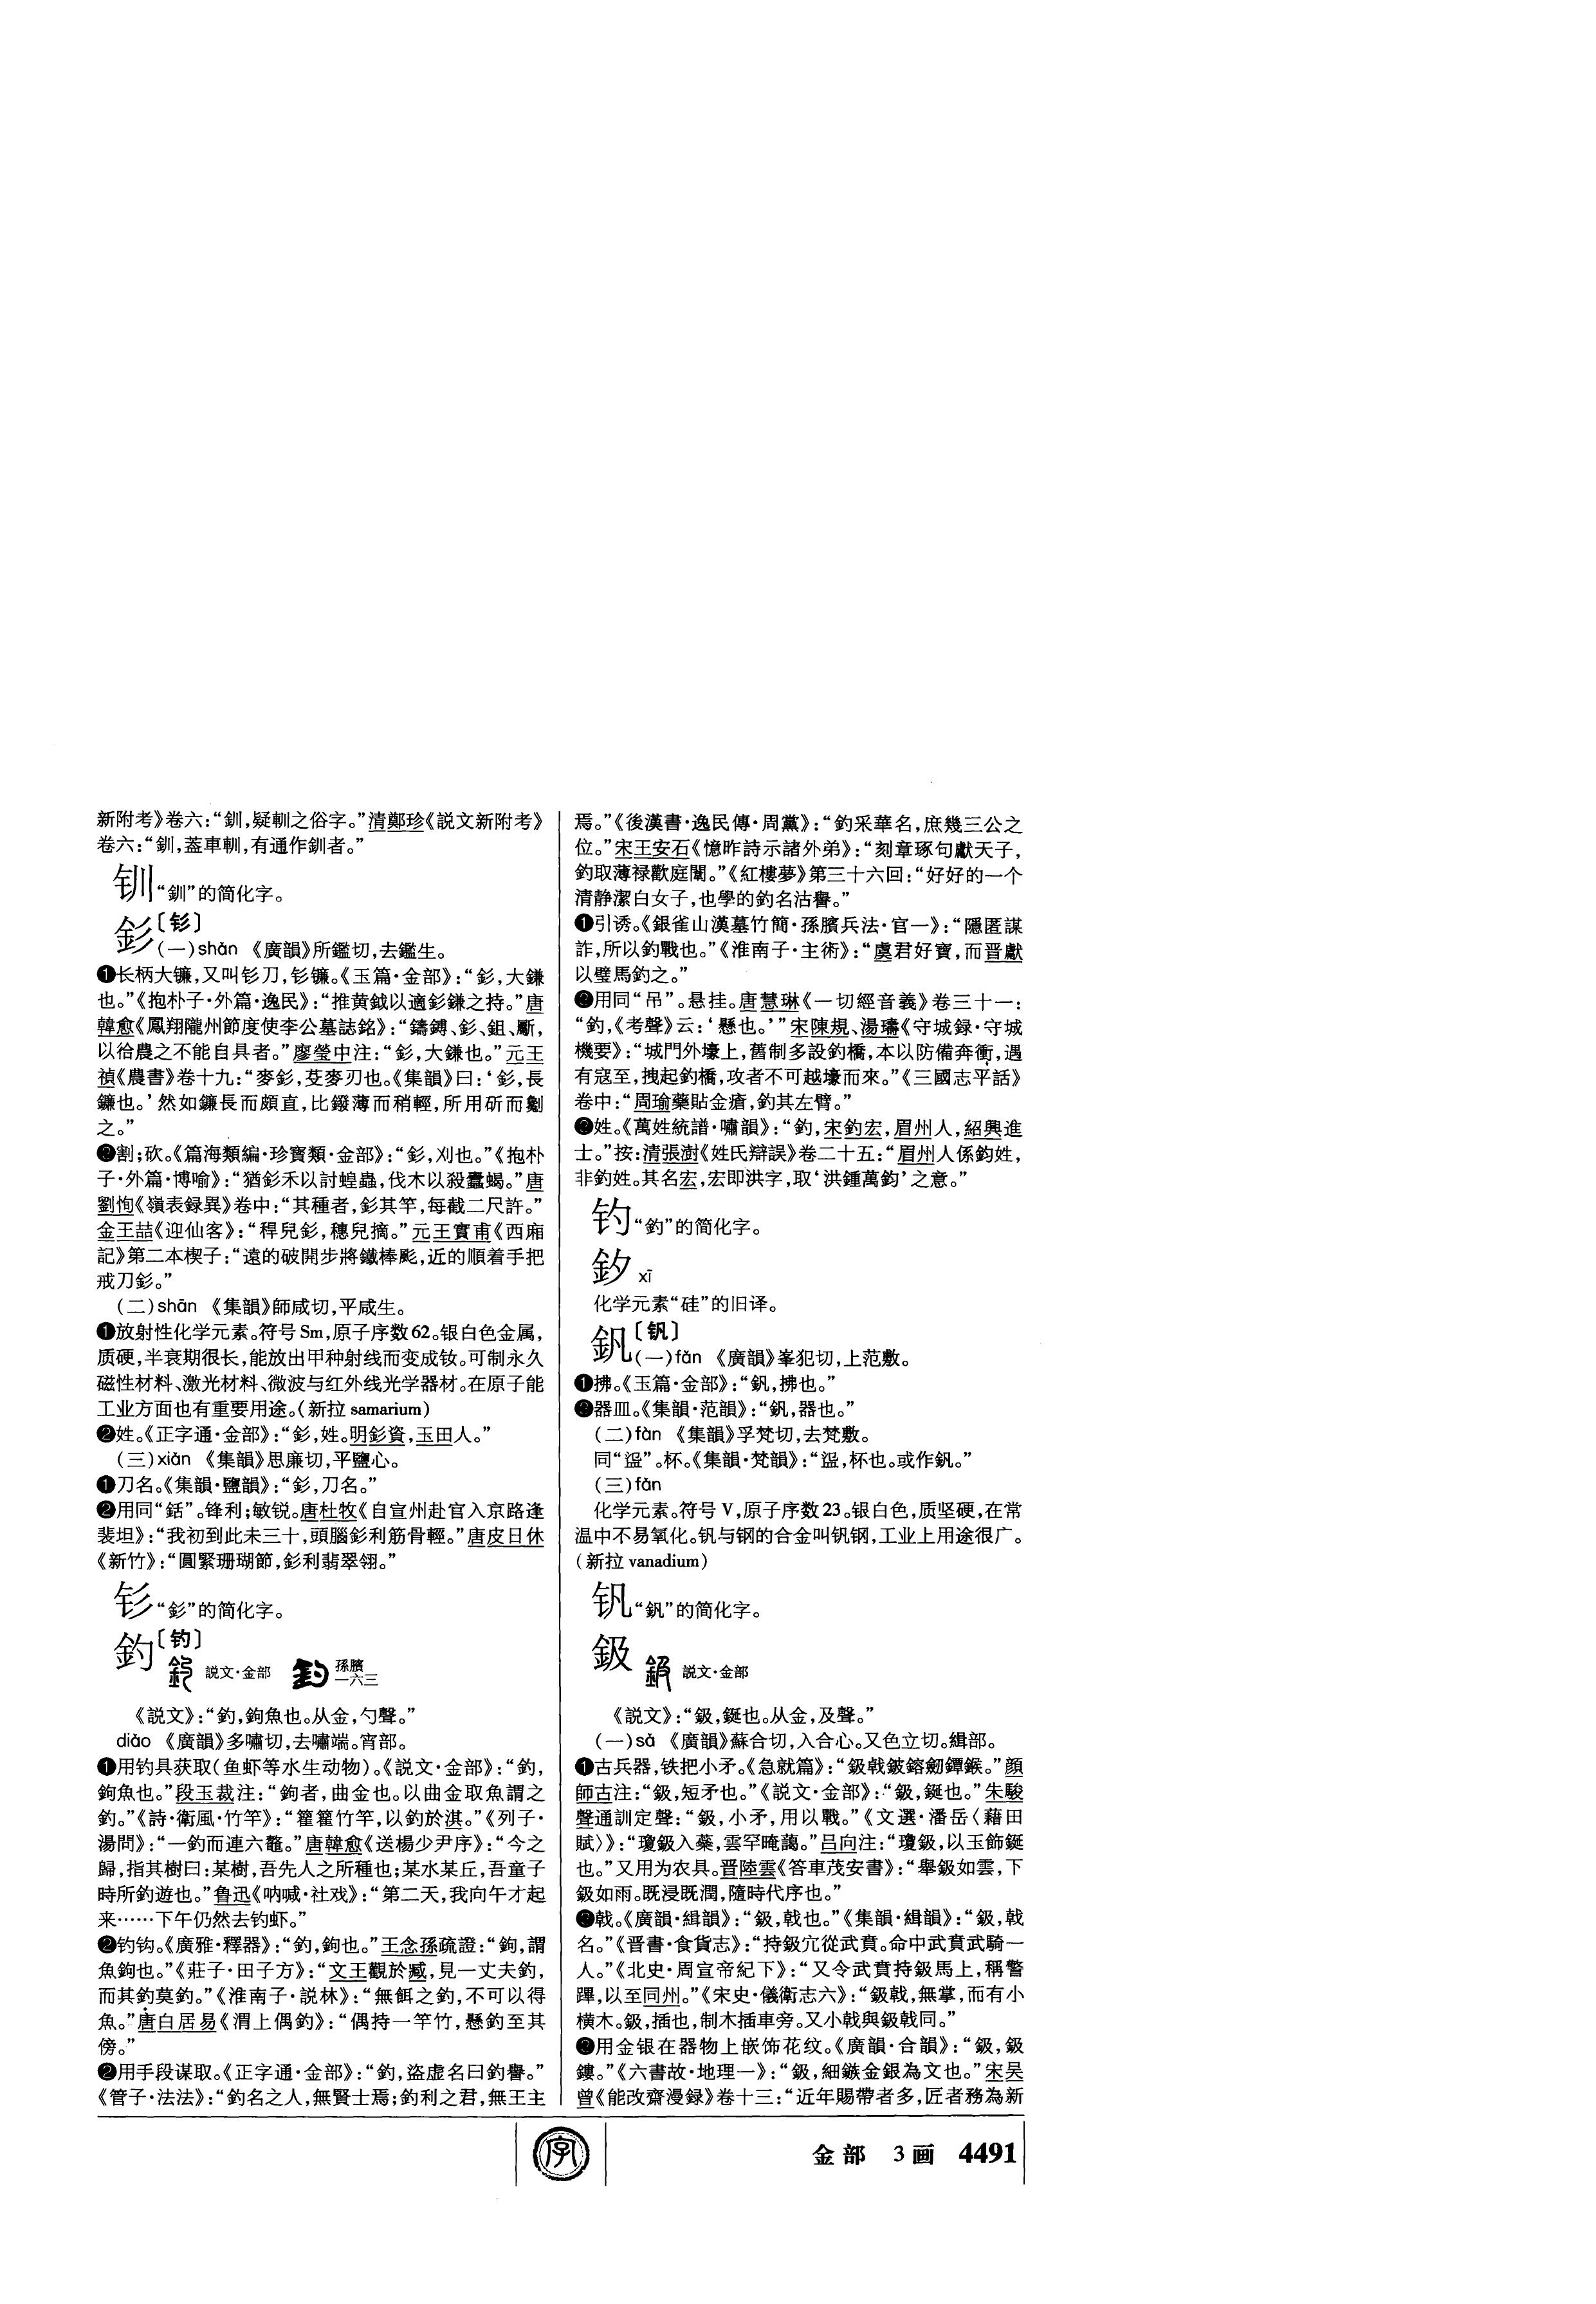 新附考》卷六：“釧，疑軔之俗字。”清鄭珍《説文新附考》
卷六：“釧，蓋車軔，有通作釧者。”
钏“釧”的简化字。
釤〔钐〕
（一）shàn 《廣韻》所鑑切，去鑑生。
❶长柄大镰，又叫钐刀，钐镰。《玉篇·金部》：“釤，大鎌
也。”《抱朴子·外篇·逸民》：“推黄鉞以適釤鎌之持。”唐
韓愈《鳳翔隴州節度使李公墓誌銘》：“鑄鎛、釤、鉏、斸，
以給農之不能自具者。”廖瑩中注：“釤，大鎌也。”元王
禎《農書》卷十九：“麥釤，芟麥刃也。《集韻》曰：‘釤，長
鐮也。’然如鐮長而頗直，比鏺薄而稍輕，所用斫而劖
之。”
❷割；砍。《篇海類編·珍寶類·金部》：“釤，刈也。”《抱朴
子·外篇·博喻》：“猶釤禾以討蝗蟲，伐木以殺蠹蝎。”唐
劉恂《嶺表録異》卷中：“其種者，釤其竿，每截二尺許。”
金王喆《迎仙客》：“稈兒釤，穗兒摘。”元王實甫《西廂
記》第二本楔子：“遠的破開步將鐵棒颩，近的順着手把
戒刀釤。”
（二）shān 《集韻》師咸切，平咸生。
❶放射性化学元素。符号 Sm，原子序数 62。银白色金属，
质硬，半衰期很长，能放出甲种射线而变成钕。可制永久
磁性材料、激光材料、微波与红外线光学器材。在原子能
工业方面也有重要用途。（新拉 samarium）
❷姓。《正字通·金部》：“釤，姓。明釤資，玉田人。”
（三）xiān 《集韻》思廉切，平鹽心。
❶刀名。《集韻·鹽韻》：“釤，刀名。”
❷用同“銛”。锋利；敏锐。唐杜牧《自宣州赴官入京路逢
裴坦》：“我初到此未三十，頭腦釤利筋骨輕。”唐皮日休
《新竹》：“圓緊珊瑚節，釤利翡翠翎。”
钐“釤”的简化字。
釣〔钓〕
説文·金部 孫臏一六三
《説文》：“釣，鉤魚也。从金，勺聲。”
diào 《廣韻》多嘯切，去嘯端。宵部。
❶用钓具获取（鱼虾等水生动物）。《説文·金部》：“釣，
鉤魚也。”段玉裁注：“鉤者，曲金也。以曲金取魚謂之
釣。”《詩·衛風·竹竿》：“籊籊竹竿，以釣於淇。”《列子·
湯問》：“一釣而連六鼇。”唐韓愈《送楊少尹序》：“今之
歸，指其樹曰：某樹，吾先人之所種也；某水某丘，吾童子
時所釣遊也。”鲁迅《呐喊·社戏》：“第二天，我向午才起
来……下午仍然去钓虾。”
❷钓钩。《廣雅·釋器》：“釣，鉤也。”王念孫疏證：“鉤，謂
魚鉤也。”《莊子·田子方》：“文王觀於臧，見一丈夫釣，
而其釣莫釣。”《淮南子·説林》：“無餌之釣，不可以得
魚。”唐白居易《渭上偶釣》：“偶持一竿竹，懸釣至其
傍。”
❷用手段谋取。《正字通·金部》：“釣，盗虚名曰釣譽。”
《管子·法法》：“釣名之人，無賢士焉；釣利之君，無王主
焉。”《後漢書·逸民傳·周黨》：“釣采華名，庶幾三公之
位。”宋王安石《憶昨詩示諸外弟》：“刻章琢句獻天子，
釣取薄禄歡庭闈。”《紅樓夢》第三十六回：“好好的一个
清静潔白女子，也學的釣名沽譽。”
❶引诱。《銀雀山漢墓竹簡·孫臏兵法·官一》：“隱匿謀
詐，所以釣戰也。”《淮南子·主術》：“虞君好寶，而晋獻
以璧馬釣之。”
❷用同“吊”。悬挂。唐慧琳《一切經音義》卷三十一：
“釣，《考聲》云：‘懸也。’”宋陳規、湯璹《守城録·守城
機要》：“城門外壕上，舊制多設釣橋，本以防備奔衝，遇
有寇至，拽起釣橋，攻者不可越壕而來。”《三國志平話》
卷中：“周瑜藥貼金瘡，釣其左臂。”
❷姓。《萬姓統譜·嘯韻》：“釣，宋釣宏，眉州人，紹興進
士。”按：清張澍《姓氏辯誤》卷二十五：“眉州人係鈞姓，
非釣姓。其名宏，宏即洪字，取‘洪鍾萬鈞’之意。”
钓“釣”的简化字。
釸 xī
化学元素“硅”的旧译。
釩〔钒〕
（一）fǎn 《廣韻》峯犯切，上范敷。
❶拂。《玉篇·金部》：“釩，拂也。”
❷器皿。《集韻·范韻》：“釩，器也。”
（二）fàn 《集韻》孚梵切，去梵敷。
同“𥁑”。杯。《集韻·梵韻》：“𥁑，杯也。或作釩。”
（三）fán
化学元素。符号 V，原子序数 23。银白色，质坚硬，在常
温中不易氧化。钒与钢的合金叫钒钢，工业上用途很广。
（新拉 vanadium）
钒“釩”的简化字。
鈒 説文·金部
《説文》：“鈒，鋋也。从金，及聲。”
（一）sà 《廣韻》蘇合切，入合心。又色立切。緝部。
❶古兵器，铁把小矛。《急就篇》：“鈒戟鈹鎔劒鐔鍭。”顔
師古注：“鈒，短矛也。”《説文·金部》：“鈒，鋋也。”朱駿
聲通訓定聲：“鈒，小矛，用以戰。”《文選·潘岳〈藉田
賦〉》：“瓊鈒入蘂，雲罕晻藹。”吕向注：“瓊鈒，以玉飾鋋
也。”又用为农具。晋陸雲《答車茂安書》：“舉鈒如雲，下
鈒如雨。既浸既潤，隨時代序也。”
❷戟。《廣韻·緝韻》：“鈒，戟也。”《集韻·緝韻》：“鈒，戟
名。”《晋書·食貨志》：“持鈒宂從武賁。命中武賁武騎一
人。”《北史·周宣帝紀下》：“又令武賁持鈒馬上，稱警
蹕，以至同州。”《宋史·儀衛志六》：“鈒戟，無掌，而有小
横木。鈒，插也，制木插車旁。又小戟與鈒戟同。”
❸用金银在器物上嵌饰花纹。《廣韻·合韻》：“鈒，鈒
鏤。”《六書故·地理一》：“鈒，細鏃金銀為文也。”宋吴
曾《能改齋漫録》卷十三：“近年賜帶者多，匠者務為新
字
金部 3画 4491